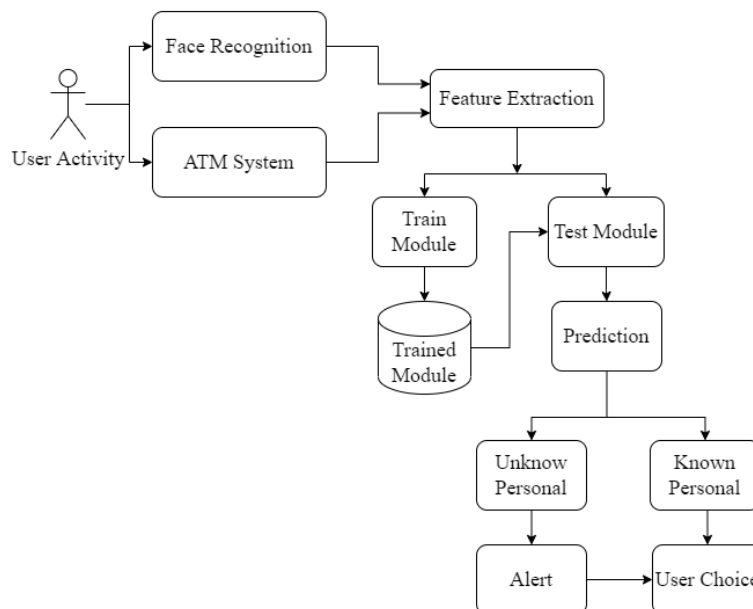 Face Recognition
Feature Extraction
User Activity
ATM System
Train
Module
Test Module
Trained
Module
Prediction
Unknow
Personal
Known
Personal
Alert
User Choice